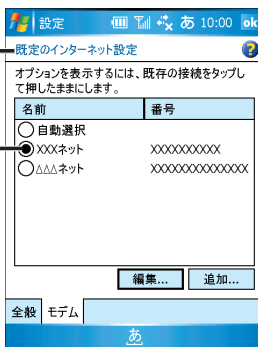 設定 あ 10:00 ok
既定のインターネット設定 ?
オプションを表示するには、既存の接続をタップし
て押したままにします。
名前 番号
自動選択
XXXネット XXXXXXXXXX
△△△ネット XXXXXXXXXXXXXX
編集... 追加...
全般 モデム
あ